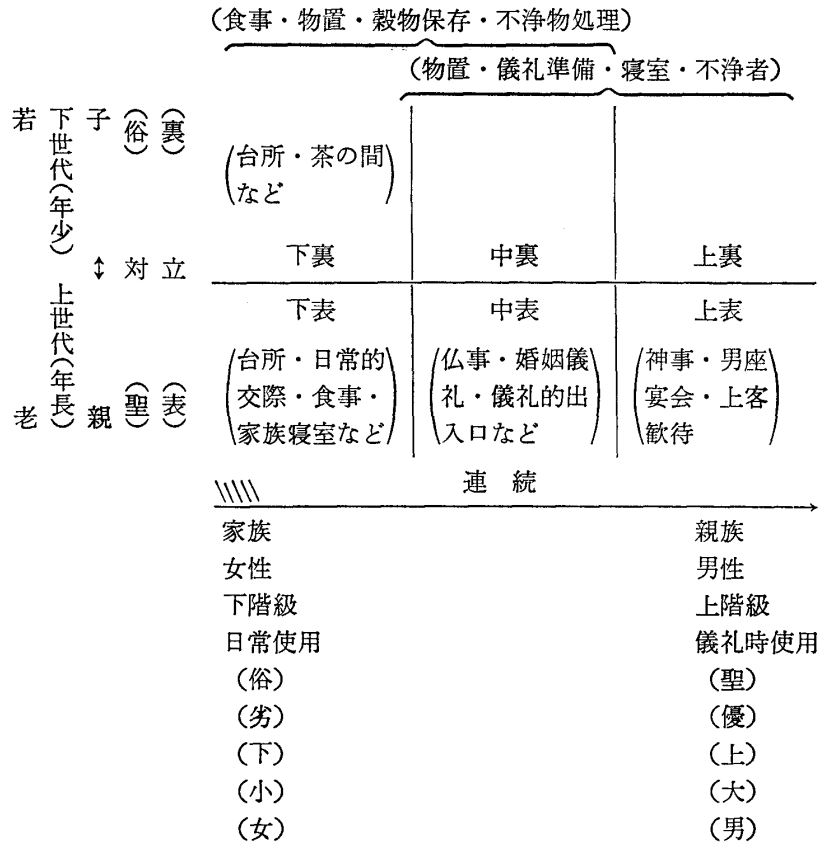 (食事・物置・穀物保存・不浄物処理)
(物置・儀礼準備・寝室・不浄者)
(裏) 対立 (表)
(俗) (聖)
子 親
下世代(年少)↕上世代(年長)
若 老
(台所・茶の間
など)
下裏 中裏 上裏
下表 中表 上表
(台所・日常的
交際・食事・
家族寝室など)
(仏事・婚姻儀
礼・儀礼的出
入口など)
(神事・男座
宴会・上客
歓待)
連続
家族 親族
女性 男性
下階級 上階級
日常使用 儀礼時使用
(俗) (聖)
(劣) (優)
(下) (上)
(小) (大)
(女) (男)